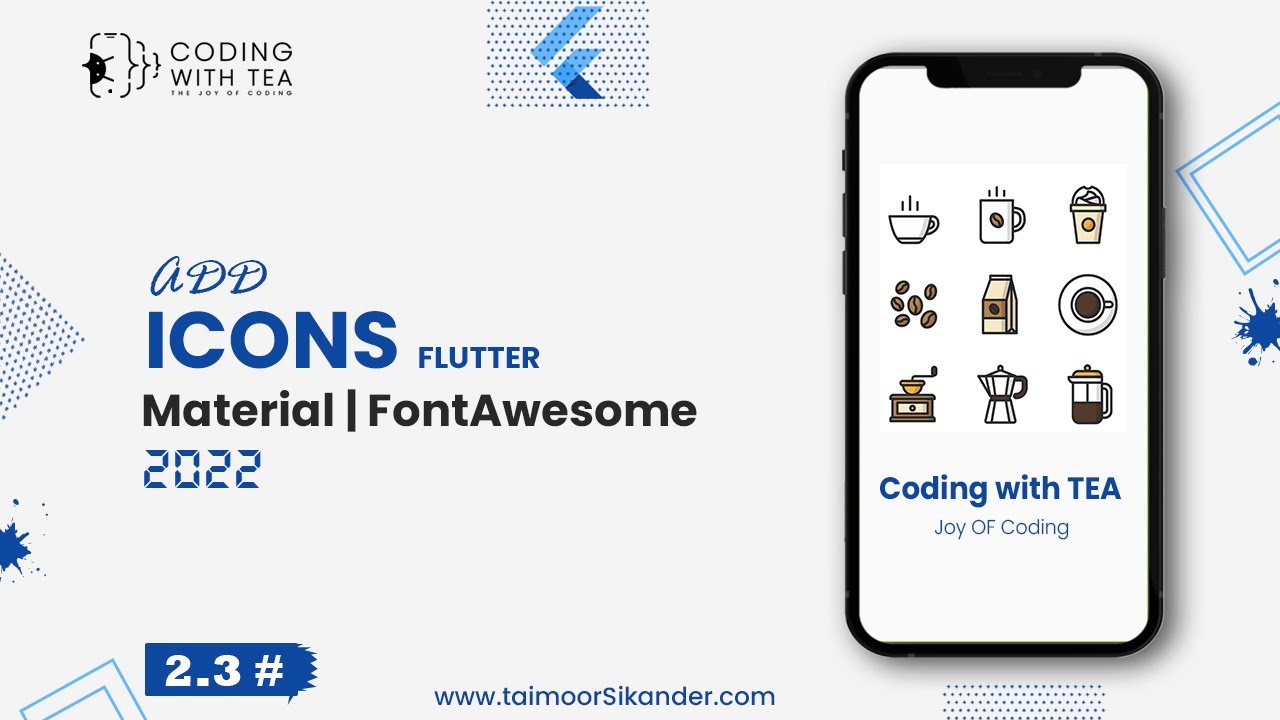 CODING
WITH TEA
THE JOY OF CODING
ADD
ICONS FLUTTER
Material | FontAwesome
2022
2.3 #
www.taimoorSikander.com
Coding with TEA
Joy OF Coding